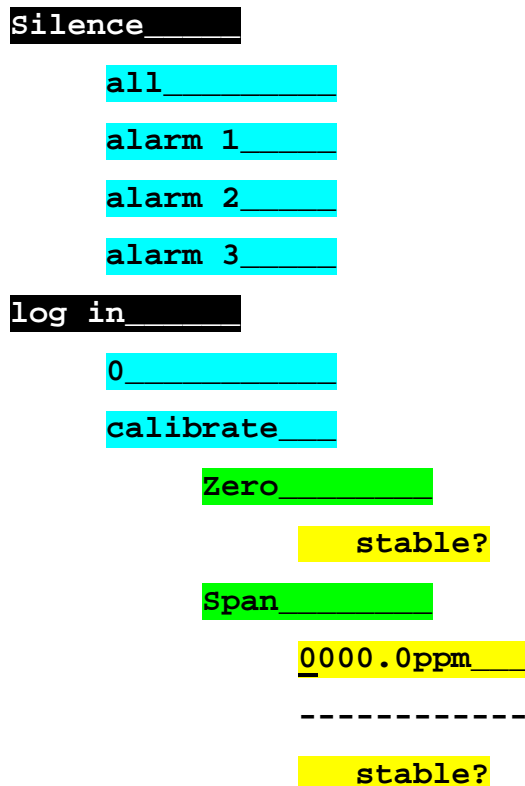 Silence_____
all_________
alarm 1_____
alarm 2_____
alarm 3_____
log in______
0___________
calibrate___
Zero________
stable?
Span________
0000.0ppm___
------------
stable?